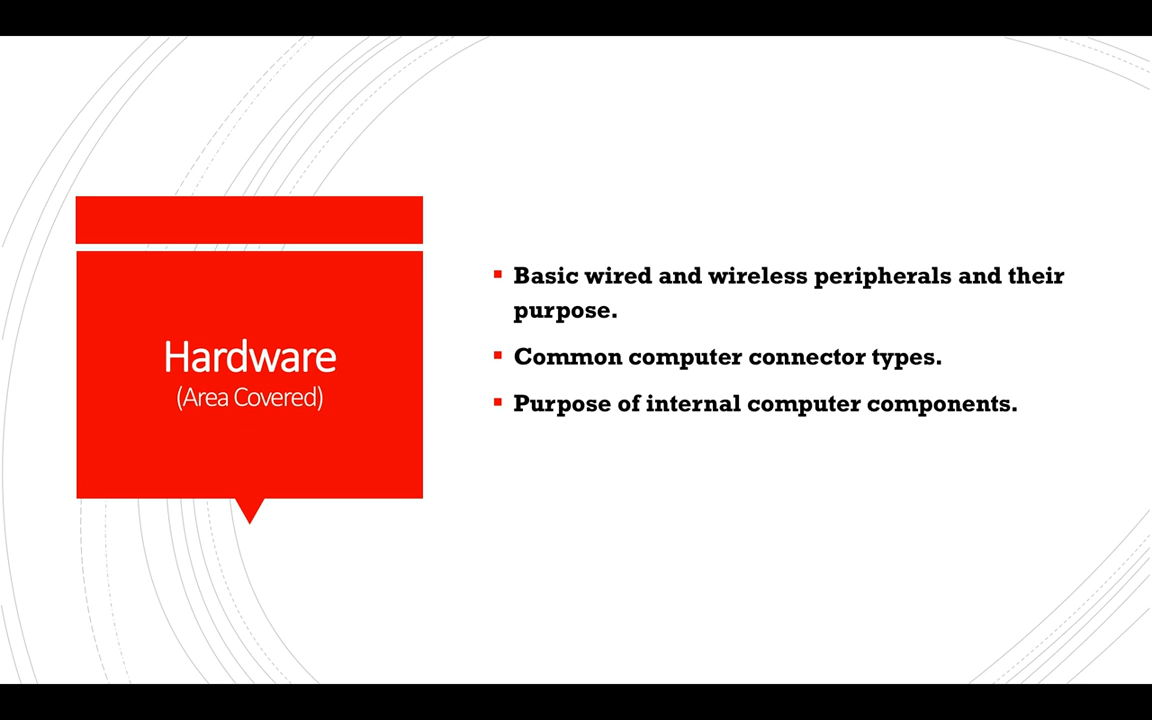 Hardware
(Area Covered)
Basic wired and wireless peripherals and their
purpose.
Common computer connector types.
Purpose of internal computer components.